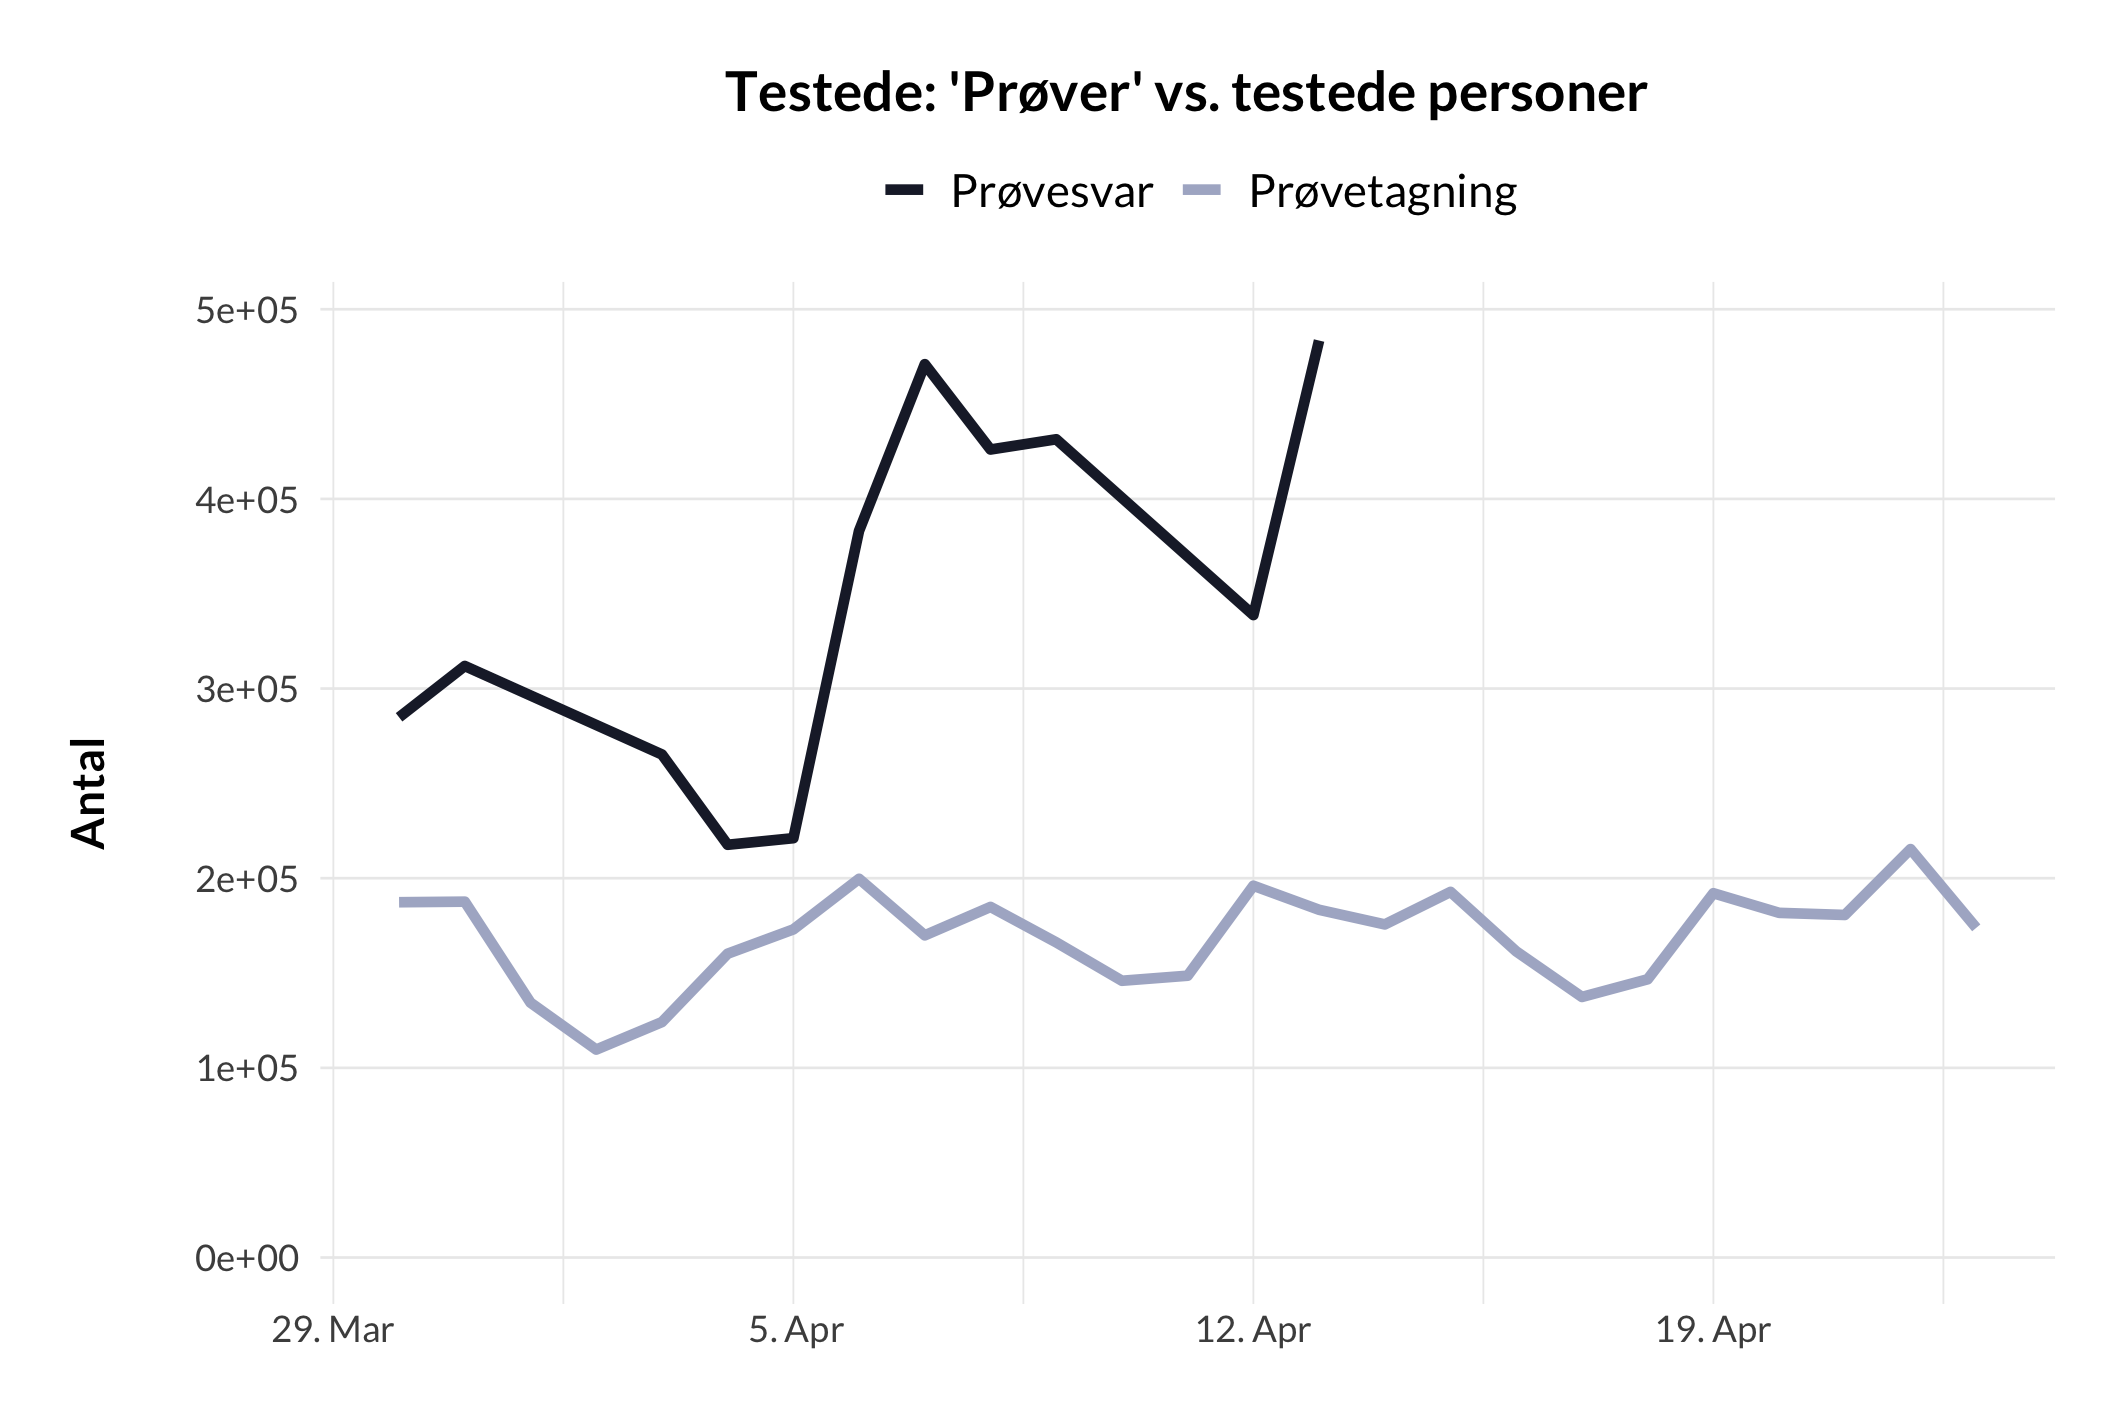 Testede: 'Prøver' vs. testede personer
Prøvesvar Prøvetagning
Antal
5e+05
4e+05
3e+05
2e+05
1e+05
0e+00
29. Mar 5. Apr 12. Apr 19. Apr